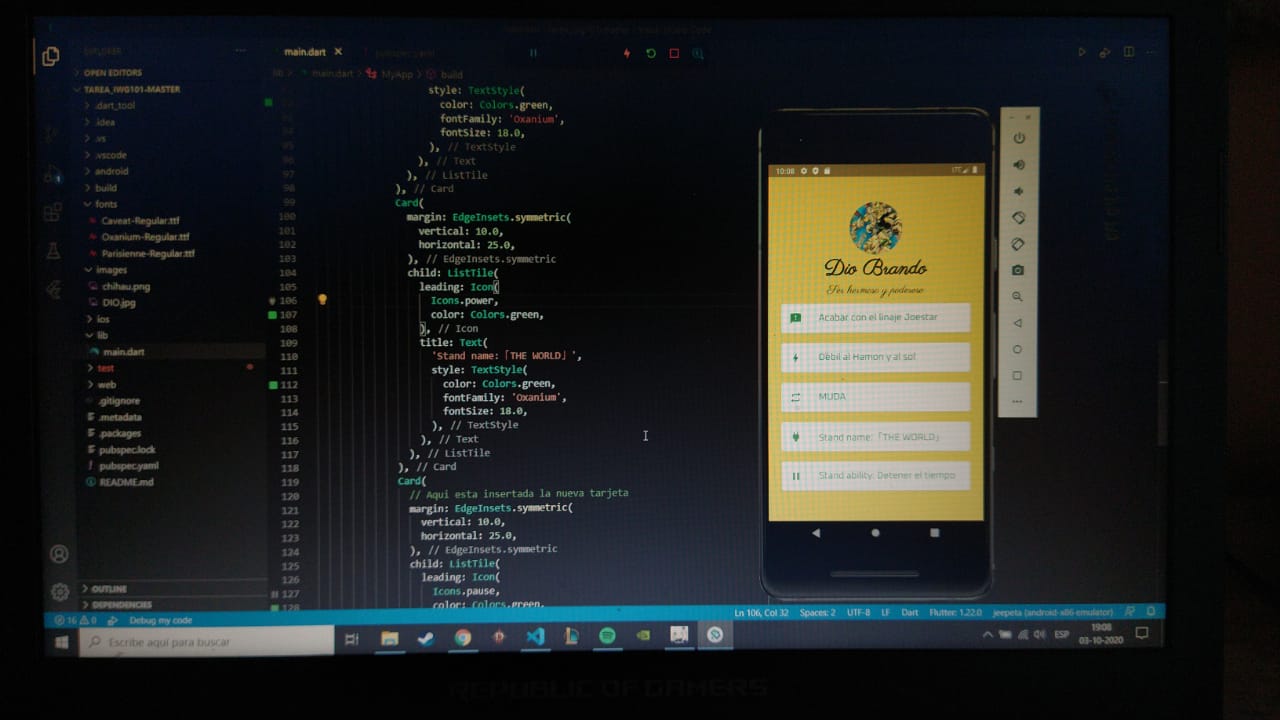 EXPLORER
OPEN EDITORS
TAREA_IWG101-MASTER
.dart_tool
.idea
.vs
.vscode
android
build
fonts
Caveat-Regular.ttf
Oxanium-Regular.ttf
Parisienne-Regular.ttf
images
chihau.png
DIO.jpg
ios
lib
main.dart
test
web
.gitignore
.metadata
.packages
pubspec.lock
pubspec.yaml
README.md
OUTLINE
DEPENDENCIES
main.dart
pubspec.yaml
lib > main.dart > MyApp > build
style: TextStyle(
color: Colors.green,
fontFamily: 'Oxanium',
fontSize: 18.0,
95 ), // TextStyle
96 ), // Text
97 ), // ListTile
98 ), // Card
99 Card(
100 margin: EdgeInsets.symmetric(
101 vertical: 10.0,
102 horizontal: 25.0,
103 ), // EdgeInsets.symmetric
104 child: ListTile(
105 leading: Icon(
106 Icons.power,
107 color: Colors.green,
108 ), // Icon
109 title: Text(
110 'Stand name:「THE WORLD」',
111 style: TextStyle(
112 color: Colors.green,
113 fontFamily: 'Oxanium',
114 fontSize: 18.0,
115 ), // TextStyle
116 ), // Text
117 ), // ListTile
118 ), // Card
119 Card(
120 // Aqui esta insertada la nueva tarjeta
121 margin: EdgeInsets.symmetric(
122 vertical: 10.0,
123 horizontal: 25.0,
124 ), // EdgeInsets.symmetric
125 child: ListTile(
126 leading: Icon(
127 Icons.pause,
128 color: Colors.green,
10:08
LTE
Dio Brando
Ser hermoso y poderoso
Acabar con el linaje Joestar
Debil al Hamon y al sol
MUDA
Stand name:「THE WORLD」
Stand ability: Detener el tiempo
16 0 Debug my code
Ln 106, Col 32 Spaces: 2 UTF-8 LF Dart Flutter: 1.22.0 jeepeta (android-x86 emulator)
Escribe aquí para buscar
ESP
19:08
03-10-2020
REPUBLIC OF GAMERS